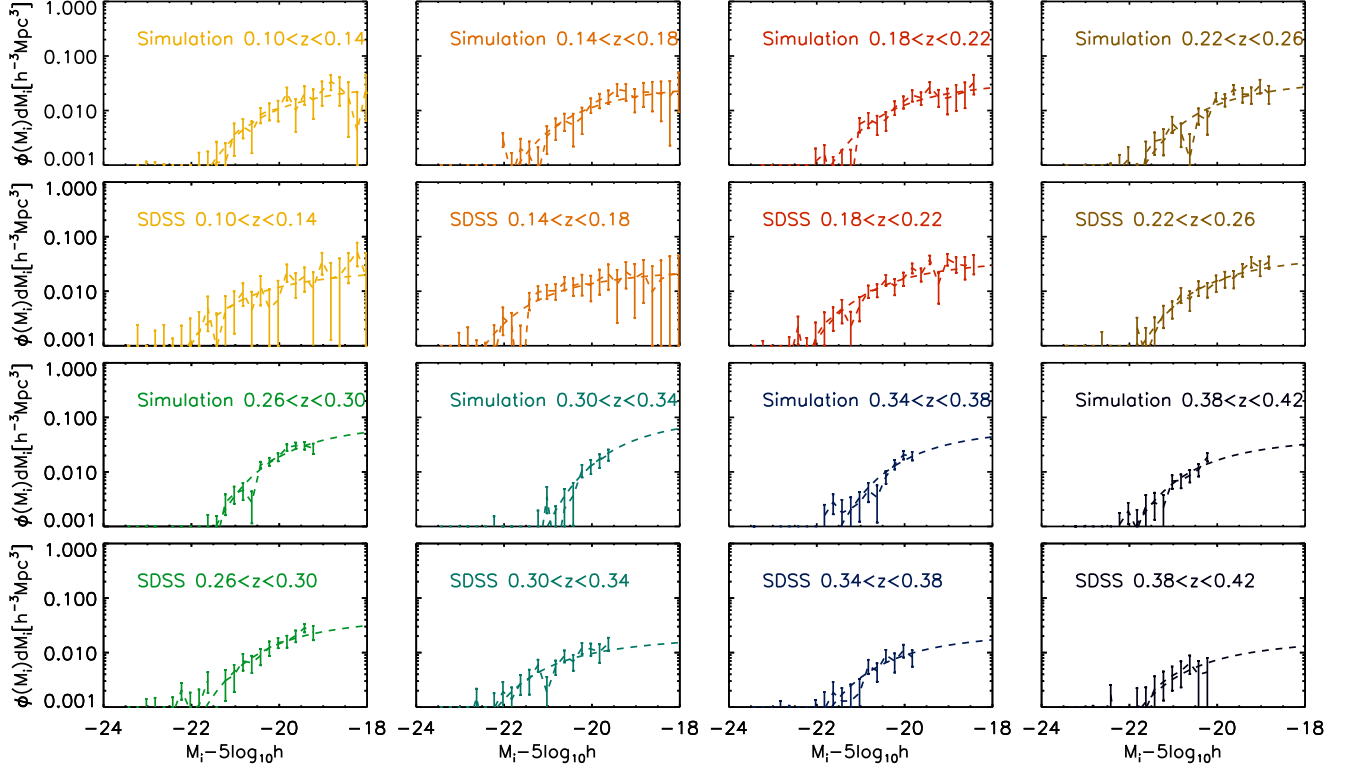 1.000
0.100
0.010
0.001
ϕ(Mᵢ)dMᵢ[h⁻³Mpc³]
Simulation 0.10<z<0.14
Simulation 0.14<z<0.18
Simulation 0.18<z<0.22
Simulation 0.22<z<0.26
1.000
0.100
0.010
0.001
ϕ(Mᵢ)dMᵢ[h⁻³Mpc³]
SDSS 0.10<z<0.14
SDSS 0.14<z<0.18
SDSS 0.18<z<0.22
SDSS 0.22<z<0.26
1.000
0.100
0.010
0.001
ϕ(Mᵢ)dMᵢ[h⁻³Mpc³]
Simulation 0.26<z<0.30
Simulation 0.30<z<0.34
Simulation 0.34<z<0.38
Simulation 0.38<z<0.42
1.000
0.100
0.010
0.001
ϕ(Mᵢ)dMᵢ[h⁻³Mpc³]
SDSS 0.26<z<0.30
SDSS 0.30<z<0.34
SDSS 0.34<z<0.38
SDSS 0.38<z<0.42
−24 −22 −20 −18
−24 −22 −20 −18
−24 −22 −20 −18
−24 −22 −20 −18
Mᵢ−5log₁₀h
Mᵢ−5log₁₀h
Mᵢ−5log₁₀h
Mᵢ−5log₁₀h